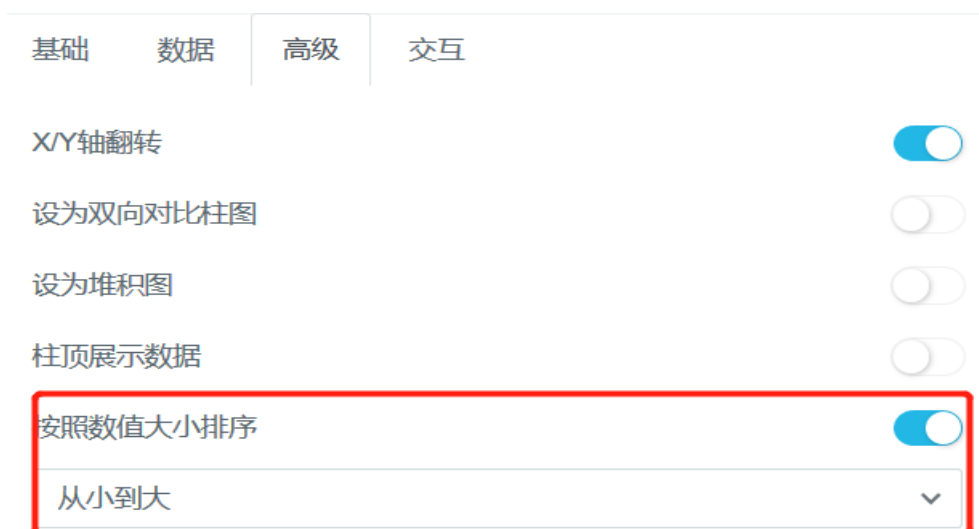 基础 数据 高级 交互
X/Y轴翻转
设为双向对比柱图
设为堆积图
柱顶展示数据
按照数值大小排序
从小到大